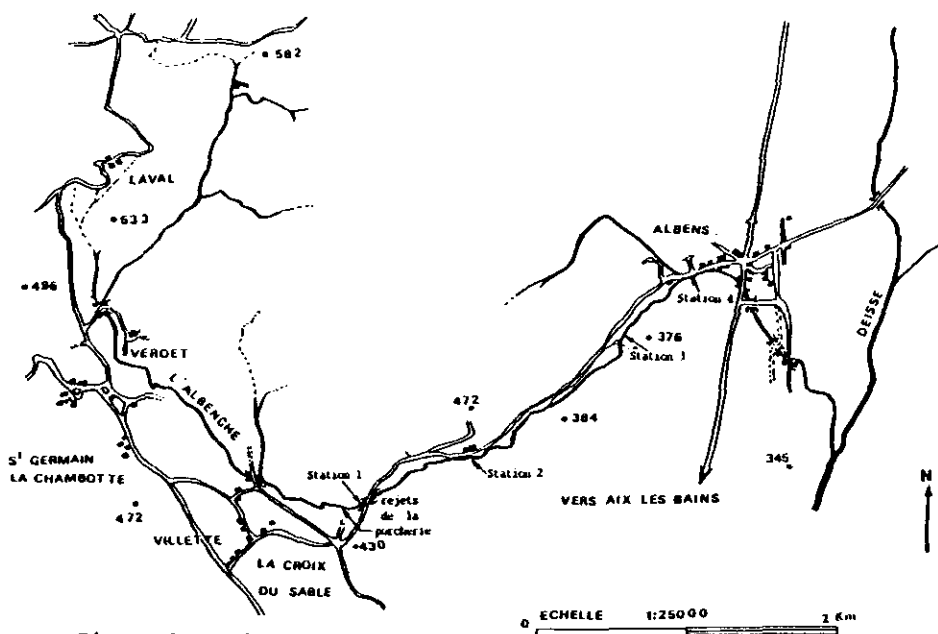 582
LAVAL
633
496
ALBENS
Station 4
DEISSE
376
VERDET
Station 3
L'ALBENCHE
472
384
S^t GERMAIN
LA CHAMBOTTE
Station 1
Station 2
345
N
rejets
de la
porcherie
VERS AIX LES BAINS
472
VILLETTE
430
LA CROIX
DU SABLE
0 ECHELLE 1:25000 2 Km